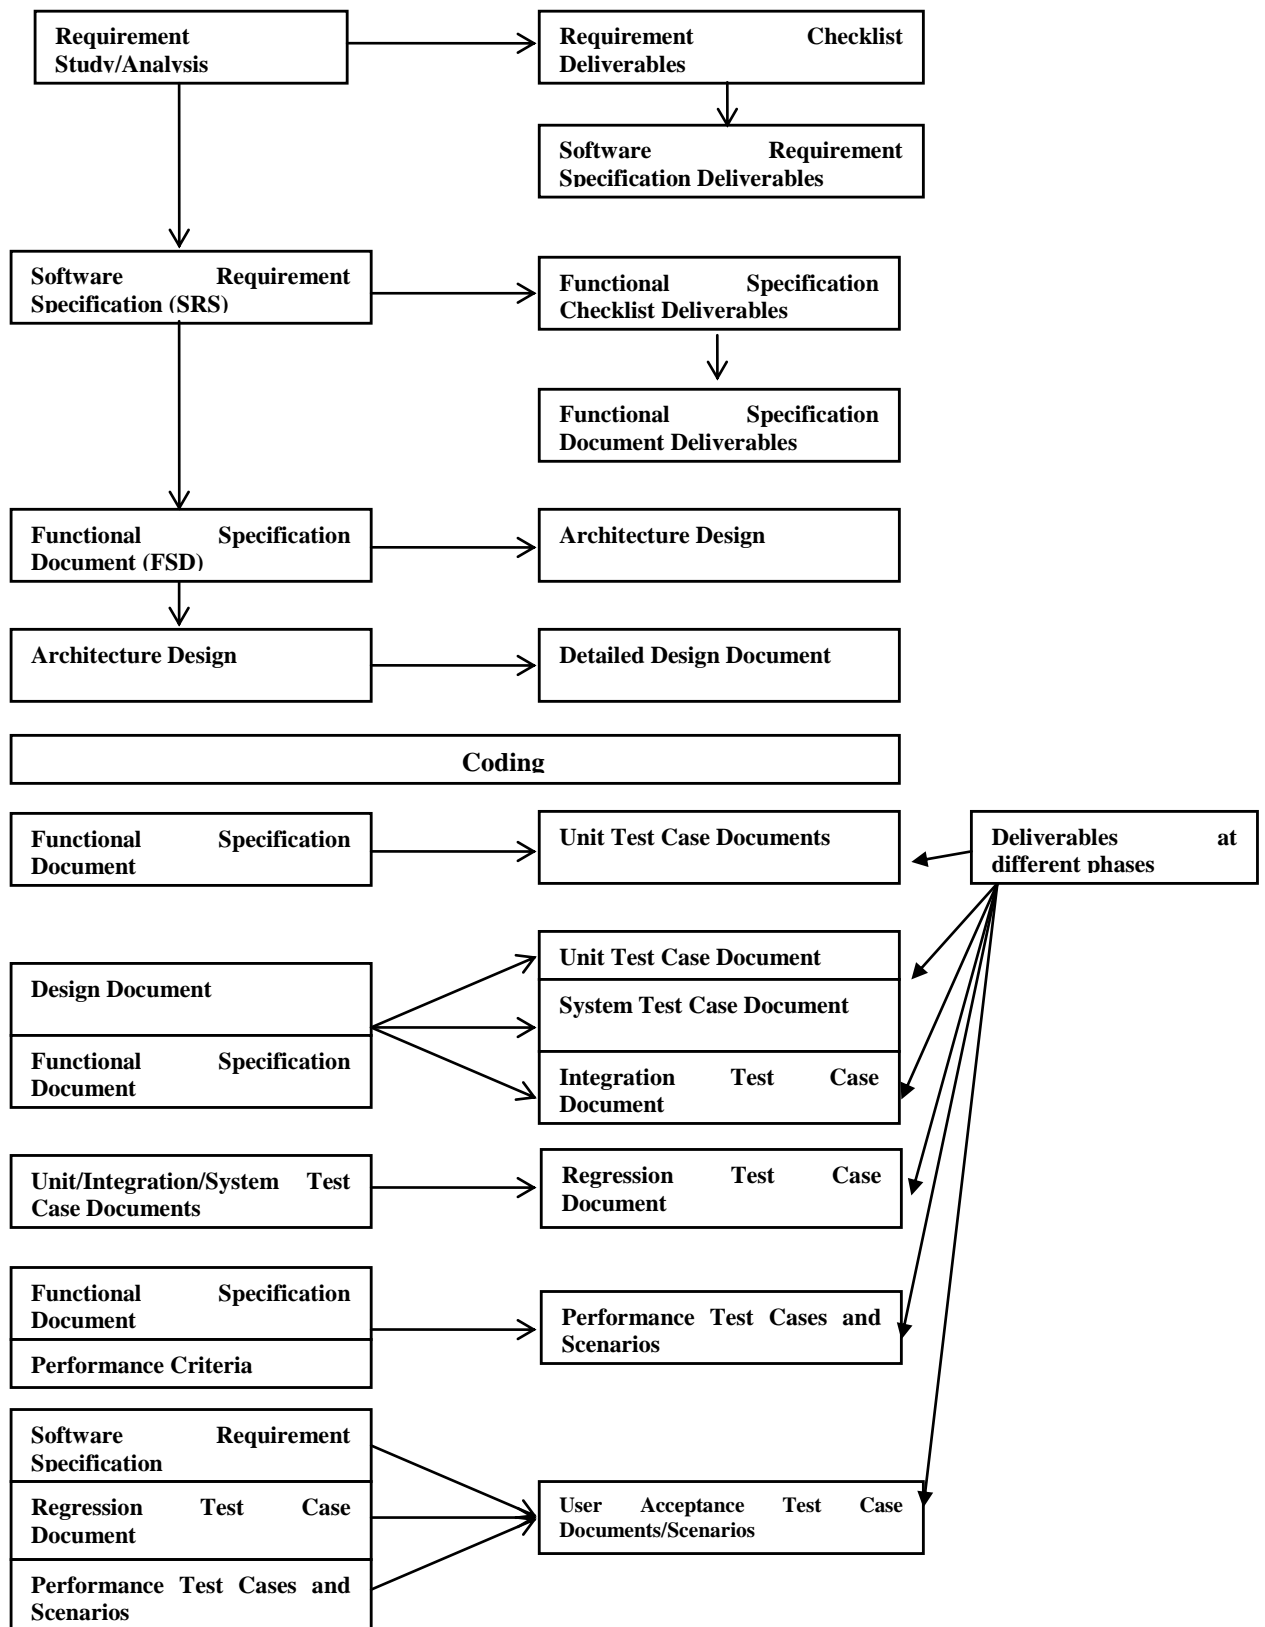 Requirement
Study/Analysis
Requirement Checklist
Deliverables
Software Requirement
Specification Deliverables
Software Requirement
Specification (SRS)
Functional Specification
Checklist Deliverables
Functional Specification
Document Deliverables
Functional Specification
Document (FSD)
Architecture Design
Architecture Design
Detailed Design Document
Coding
Functional Specification
Document
Unit Test Case Documents
Deliverables at
different phases
Design Document
Functional Specification
Document
Unit Test Case Document
System Test Case Document
Integration Test Case
Document
Unit/Integration/System Test
Case Documents
Regression Test Case
Document
Functional Specification
Document
Performance Criteria
Performance Test Cases and
Scenarios
Software Requirement
Specification
Regression Test Case
Document
Performance Test Cases and
Scenarios
User Acceptance Test Case
Documents/Scenarios